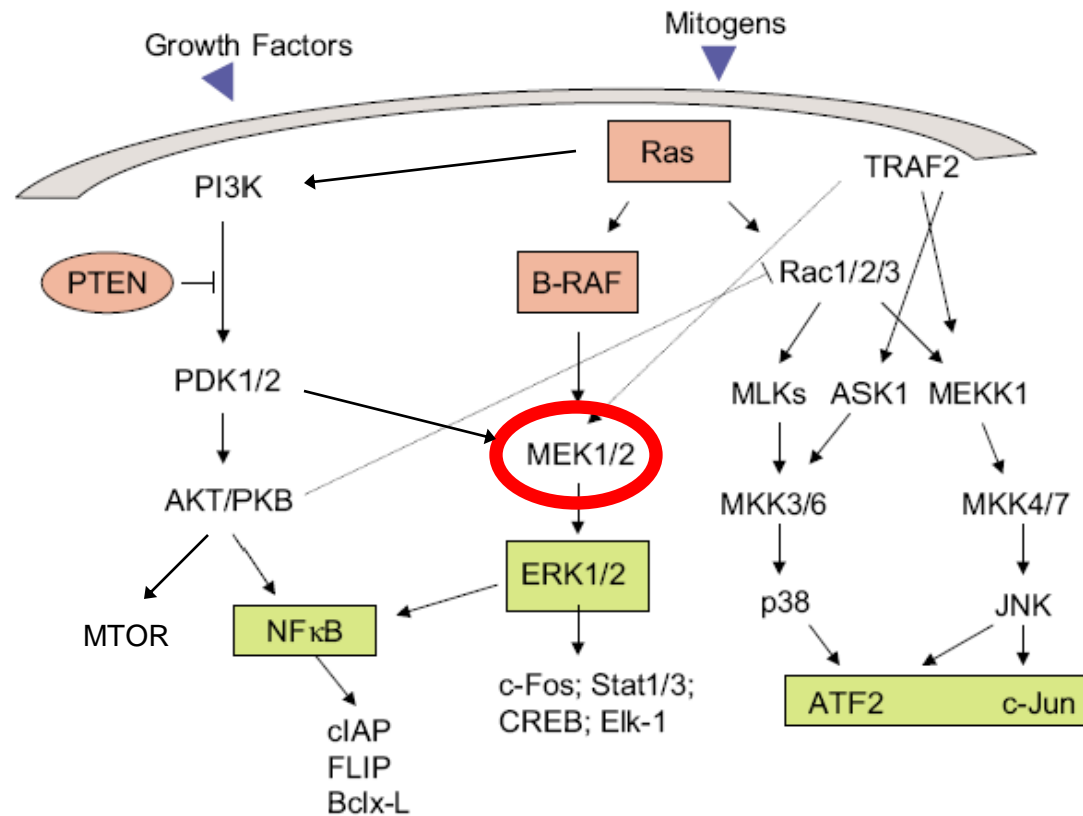 Growth Factors
Mitogens
Ras
TRAF2
PI3K
PTEN
B-RAF
Rac1/2/3
PDK1/2
MLKs
ASK1
MEKK1
MEK1/2
AKT/PKB
MKK3/6
MKK4/7
ERK1/2
p38
JNK
MTOR
NFκB
c-Fos; Stat1/3;
CREB; Elk-1
ATF2
c-Jun
cIAP
FLIP
Bclx-L